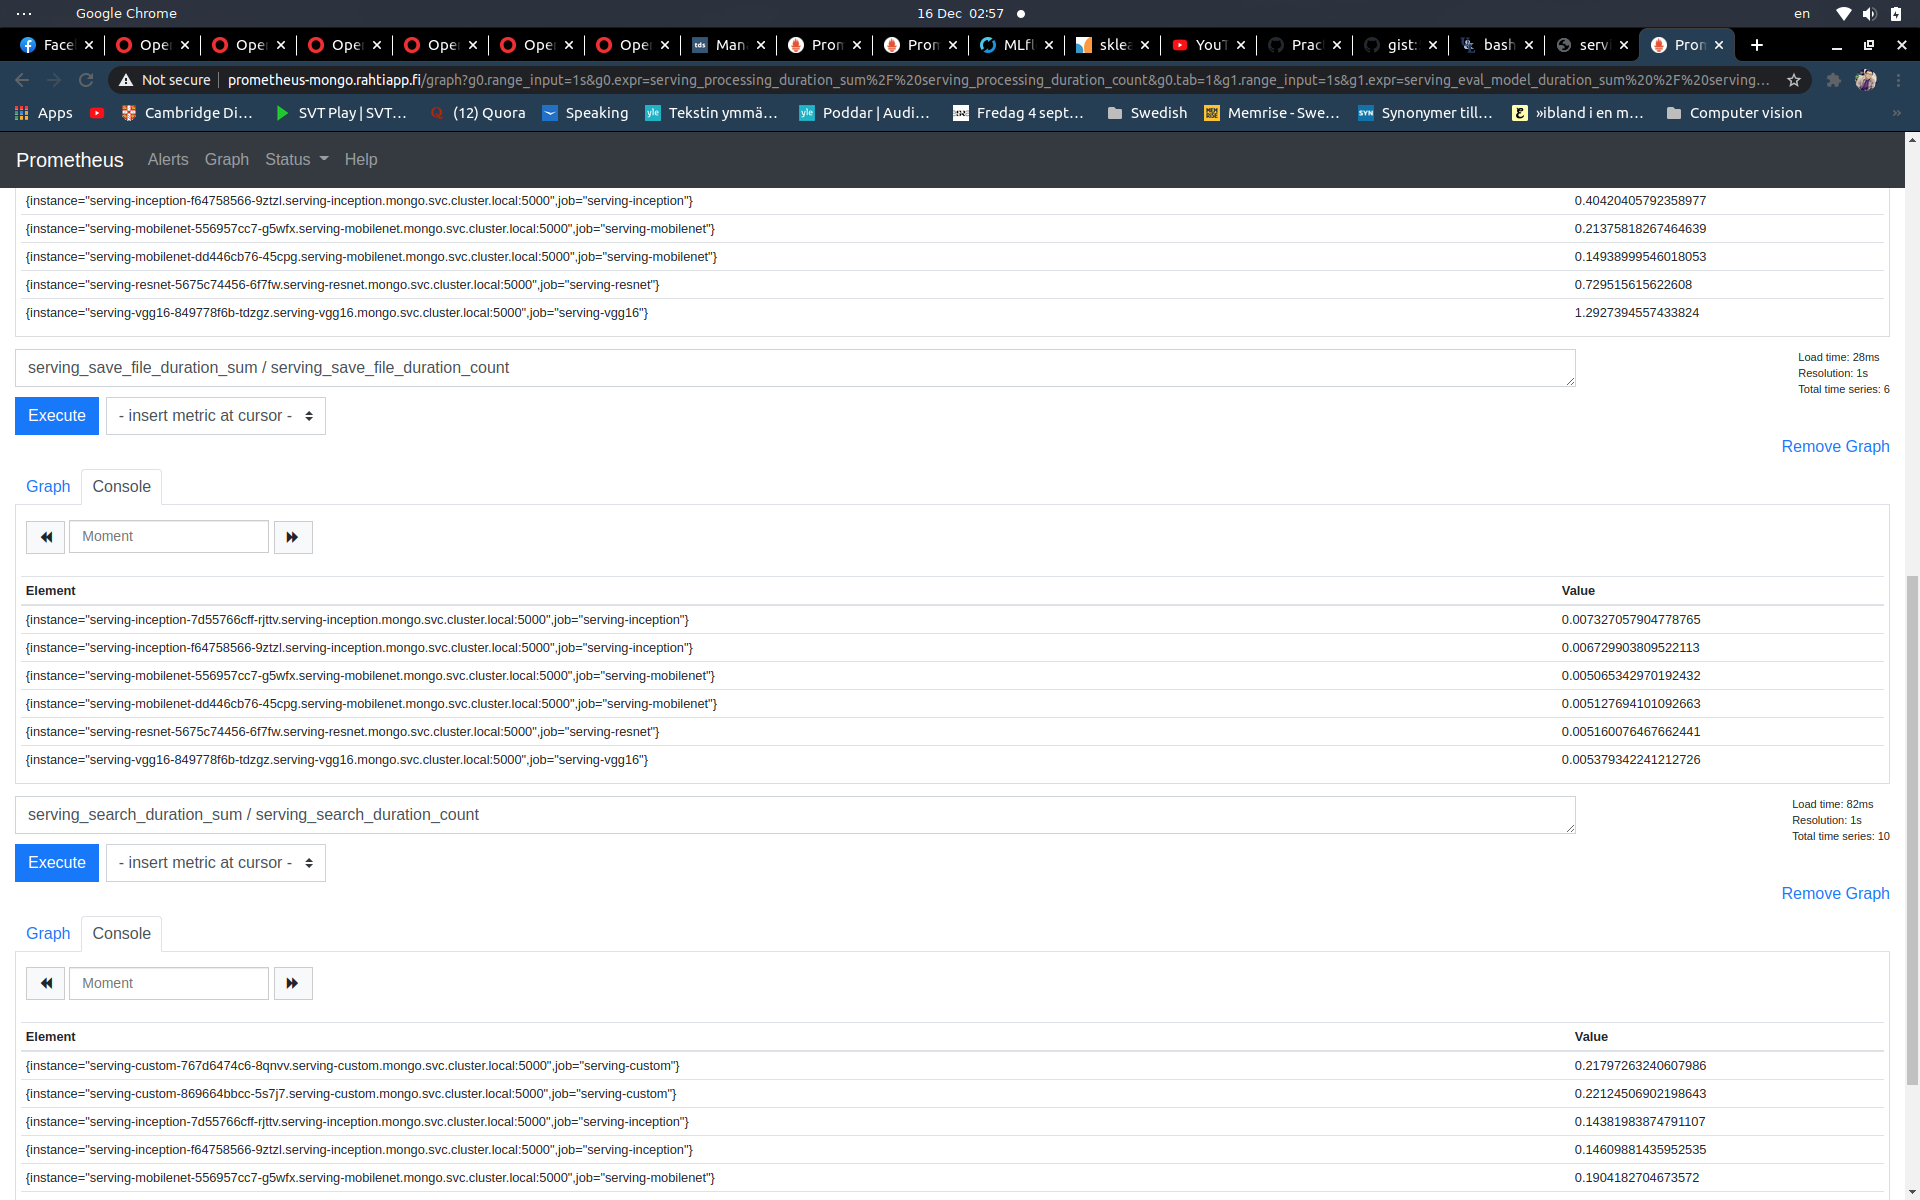 Google Chrome
16 Dec 02:57
en
Face
Oper
Oper
Oper
Oper
Oper
Oper
tds Man
Prom
Prom
MLfl
sklea
YouT
Pract
gist:
bash
servi
Prom
Not secure
prometheus-mongo.rahtiapp.fi/graph?g0.range_input=1s&g0.expr=serving_processing_duration_sum%2F%20serving_processing_duration_count&g0.tab=1&g1.range_input=1s&g1.expr=serving_eval_model_duration_sum%20%2F%20serving...
Apps
Cambridge Di...
SVT Play | SVT...
(12) Quora
Speaking
yle Tekstin ymmä...
yle Poddar | Audi...
Fredag 4 sept...
Swedish
Memrise - Swe...
SYN Synonymer till...
»ibland i en m...
Computer vision
»
Prometheus
Alerts
Graph
Status
Help
{instance="serving-inception-f64758566-9ztzl.serving-inception.mongo.svc.cluster.local:5000",job="serving-inception"} 0.40420405792358977
{instance="serving-mobilenet-556957cc7-g5wfx.serving-mobilenet.mongo.svc.cluster.local:5000",job="serving-mobilenet"} 0.21375818267464639
{instance="serving-mobilenet-dd446cb76-45cpg.serving-mobilenet.mongo.svc.cluster.local:5000",job="serving-mobilenet"} 0.14938999546018053
{instance="serving-resnet-5675c74456-6f7fw.serving-resnet.mongo.svc.cluster.local:5000",job="serving-resnet"} 0.729515615622608
{instance="serving-vgg16-849778f6b-tdzgz.serving-vgg16.mongo.svc.cluster.local:5000",job="serving-vgg16"} 1.2927394557433824
serving_save_file_duration_sum / serving_save_file_duration_count
Load time: 28ms
Resolution: 1s
Total time series: 6
Execute
- insert metric at cursor -
Remove Graph
Graph
Console
Moment
Element Value
{instance="serving-inception-7d55766cff-rjttv.serving-inception.mongo.svc.cluster.local:5000",job="serving-inception"} 0.007327057904778765
{instance="serving-inception-f64758566-9ztzl.serving-inception.mongo.svc.cluster.local:5000",job="serving-inception"} 0.006729903809522113
{instance="serving-mobilenet-556957cc7-g5wfx.serving-mobilenet.mongo.svc.cluster.local:5000",job="serving-mobilenet"} 0.005065342970192432
{instance="serving-mobilenet-dd446cb76-45cpg.serving-mobilenet.mongo.svc.cluster.local:5000",job="serving-mobilenet"} 0.005127694101092663
{instance="serving-resnet-5675c74456-6f7fw.serving-resnet.mongo.svc.cluster.local:5000",job="serving-resnet"} 0.005160076467662441
{instance="serving-vgg16-849778f6b-tdzgz.serving-vgg16.mongo.svc.cluster.local:5000",job="serving-vgg16"} 0.005379342241212726
serving_search_duration_sum / serving_search_duration_count
Load time: 82ms
Resolution: 1s
Total time series: 10
Execute
- insert metric at cursor -
Remove Graph
Graph
Console
Moment
Element Value
{instance="serving-custom-767d6474c6-8qnvv.serving-custom.mongo.svc.cluster.local:5000",job="serving-custom"} 0.21797263240607986
{instance="serving-custom-869664bbcc-5s7j7.serving-custom.mongo.svc.cluster.local:5000",job="serving-custom"} 0.22124506902198643
{instance="serving-inception-7d55766cff-rjttv.serving-inception.mongo.svc.cluster.local:5000",job="serving-inception"} 0.14381983874791107
{instance="serving-inception-f64758566-9ztzl.serving-inception.mongo.svc.cluster.local:5000",job="serving-inception"} 0.14609881435952535
{instance="serving-mobilenet-556957cc7-g5wfx.serving-mobilenet.mongo.svc.cluster.local:5000",job="serving-mobilenet"} 0.1904182704673572